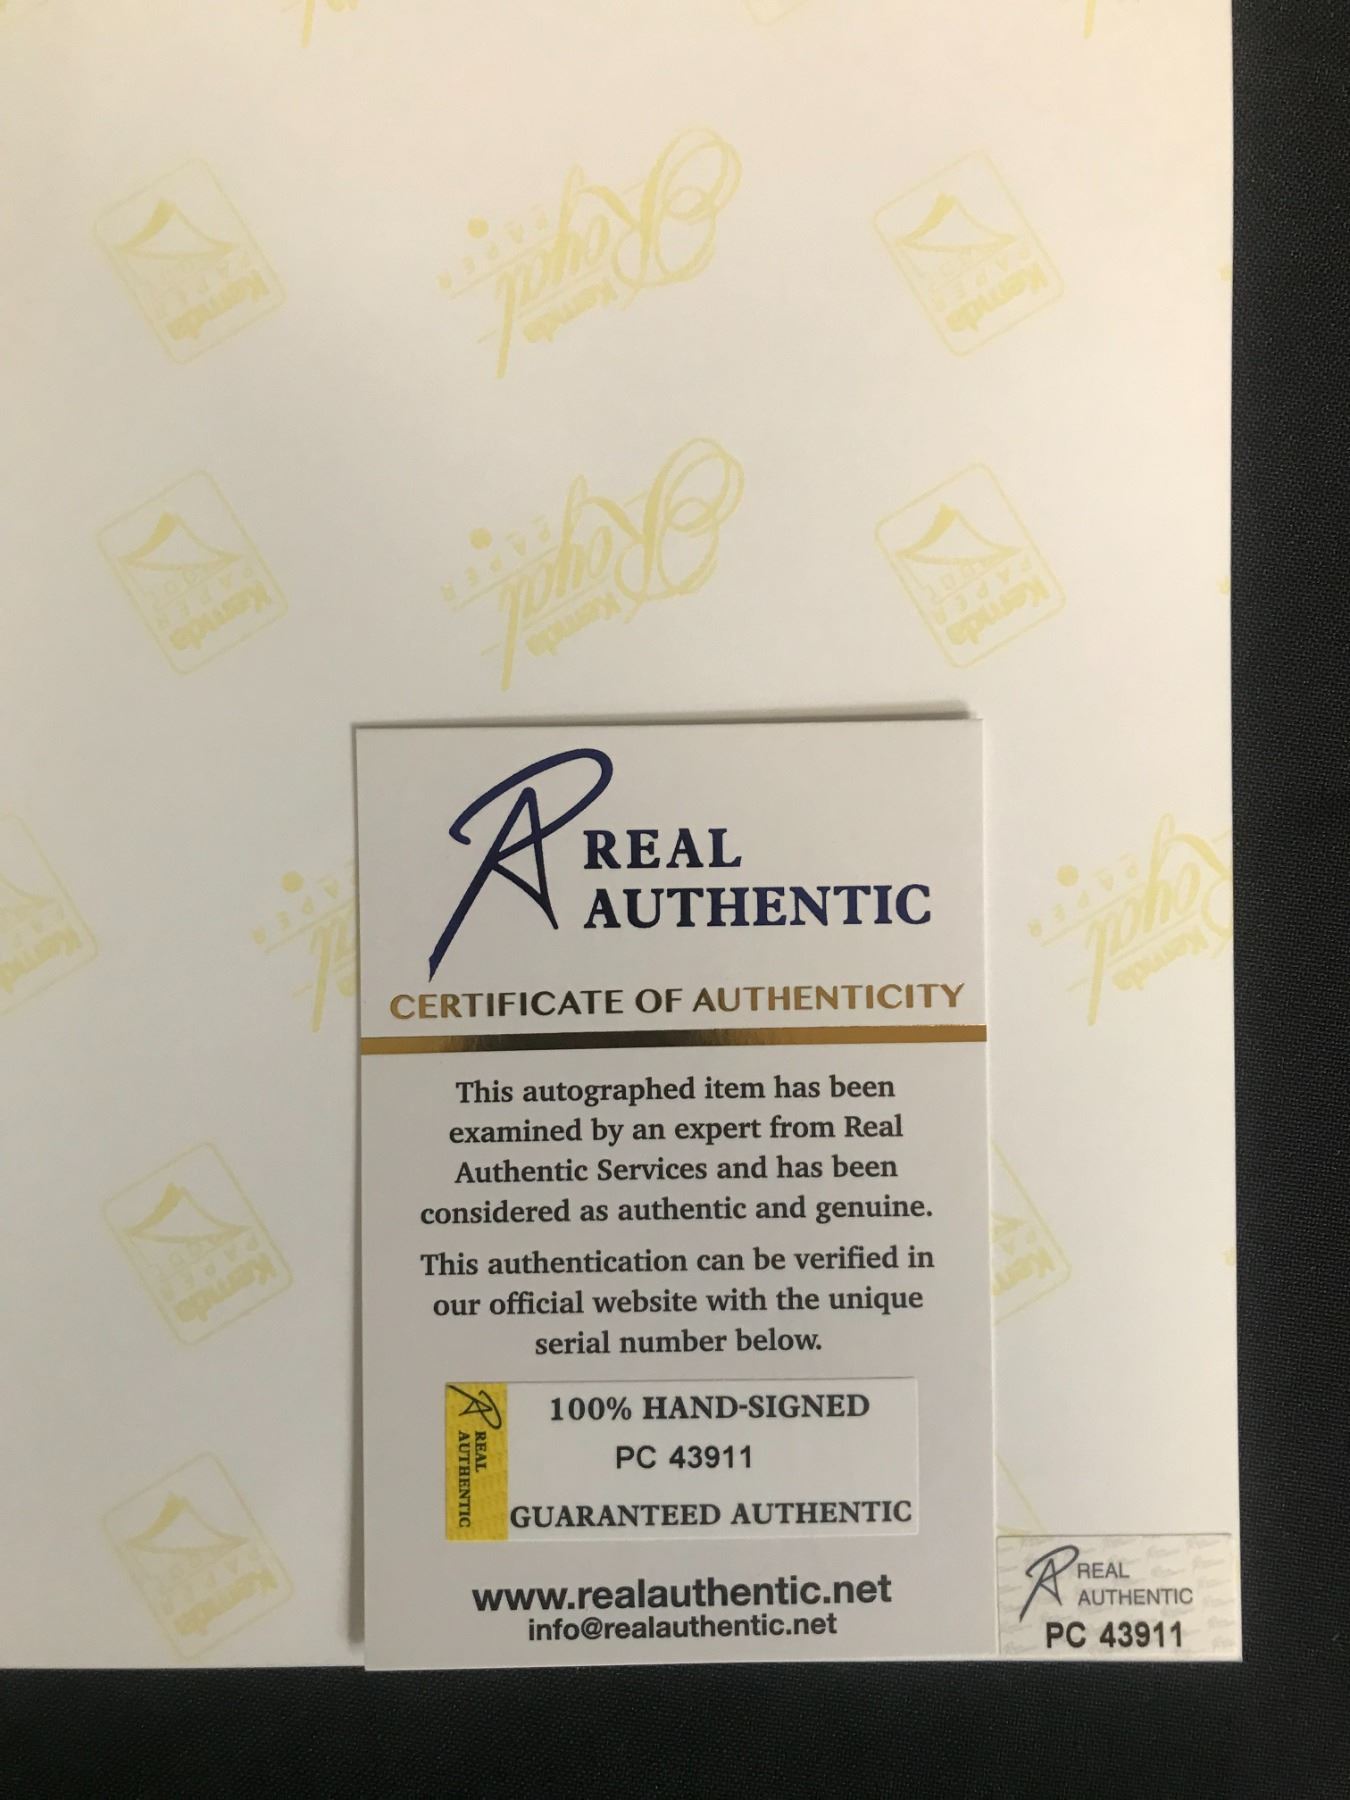 Kernda
Royal
PAPER
REAL
AUTHENTIC
CERTIFICATE OF AUTHENTICITY
This autographed item has been
examined by an expert from Real
Authentic Services and has been
considered as authentic and genuine.
This authentication can be verified in
our official website with the unique
serial number below.
REAL
AUTHENTIC
100% HAND-SIGNED
PC 43911
GUARANTEED AUTHENTIC
www.realauthentic.net
info@realauthentic.net
REAL
AUTHENTIC
PC 43911